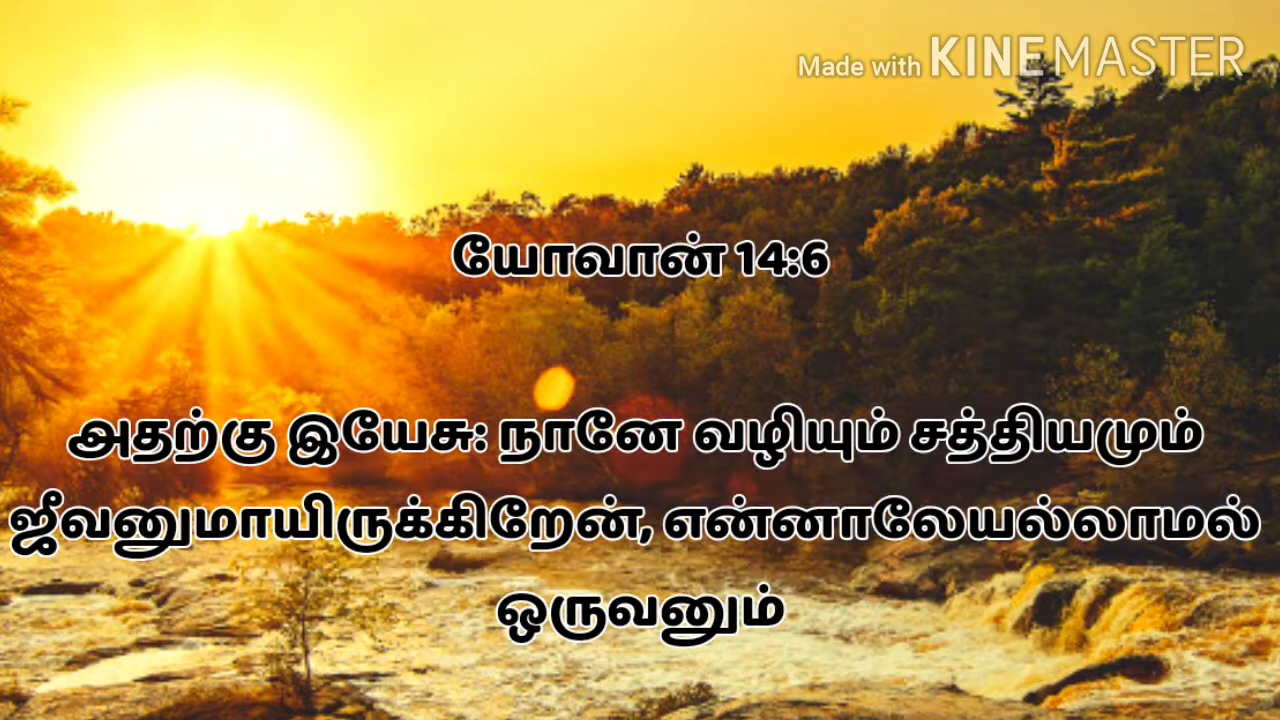 Made with KINEMASTER
யோவான் 14:6
அதற்கு இயேசு: நானே வழியும் சத்தியமும்
ஜீவனுமாயிருக்கிறேன், என்னாலேயல்லாமல்
ஒருவனும்